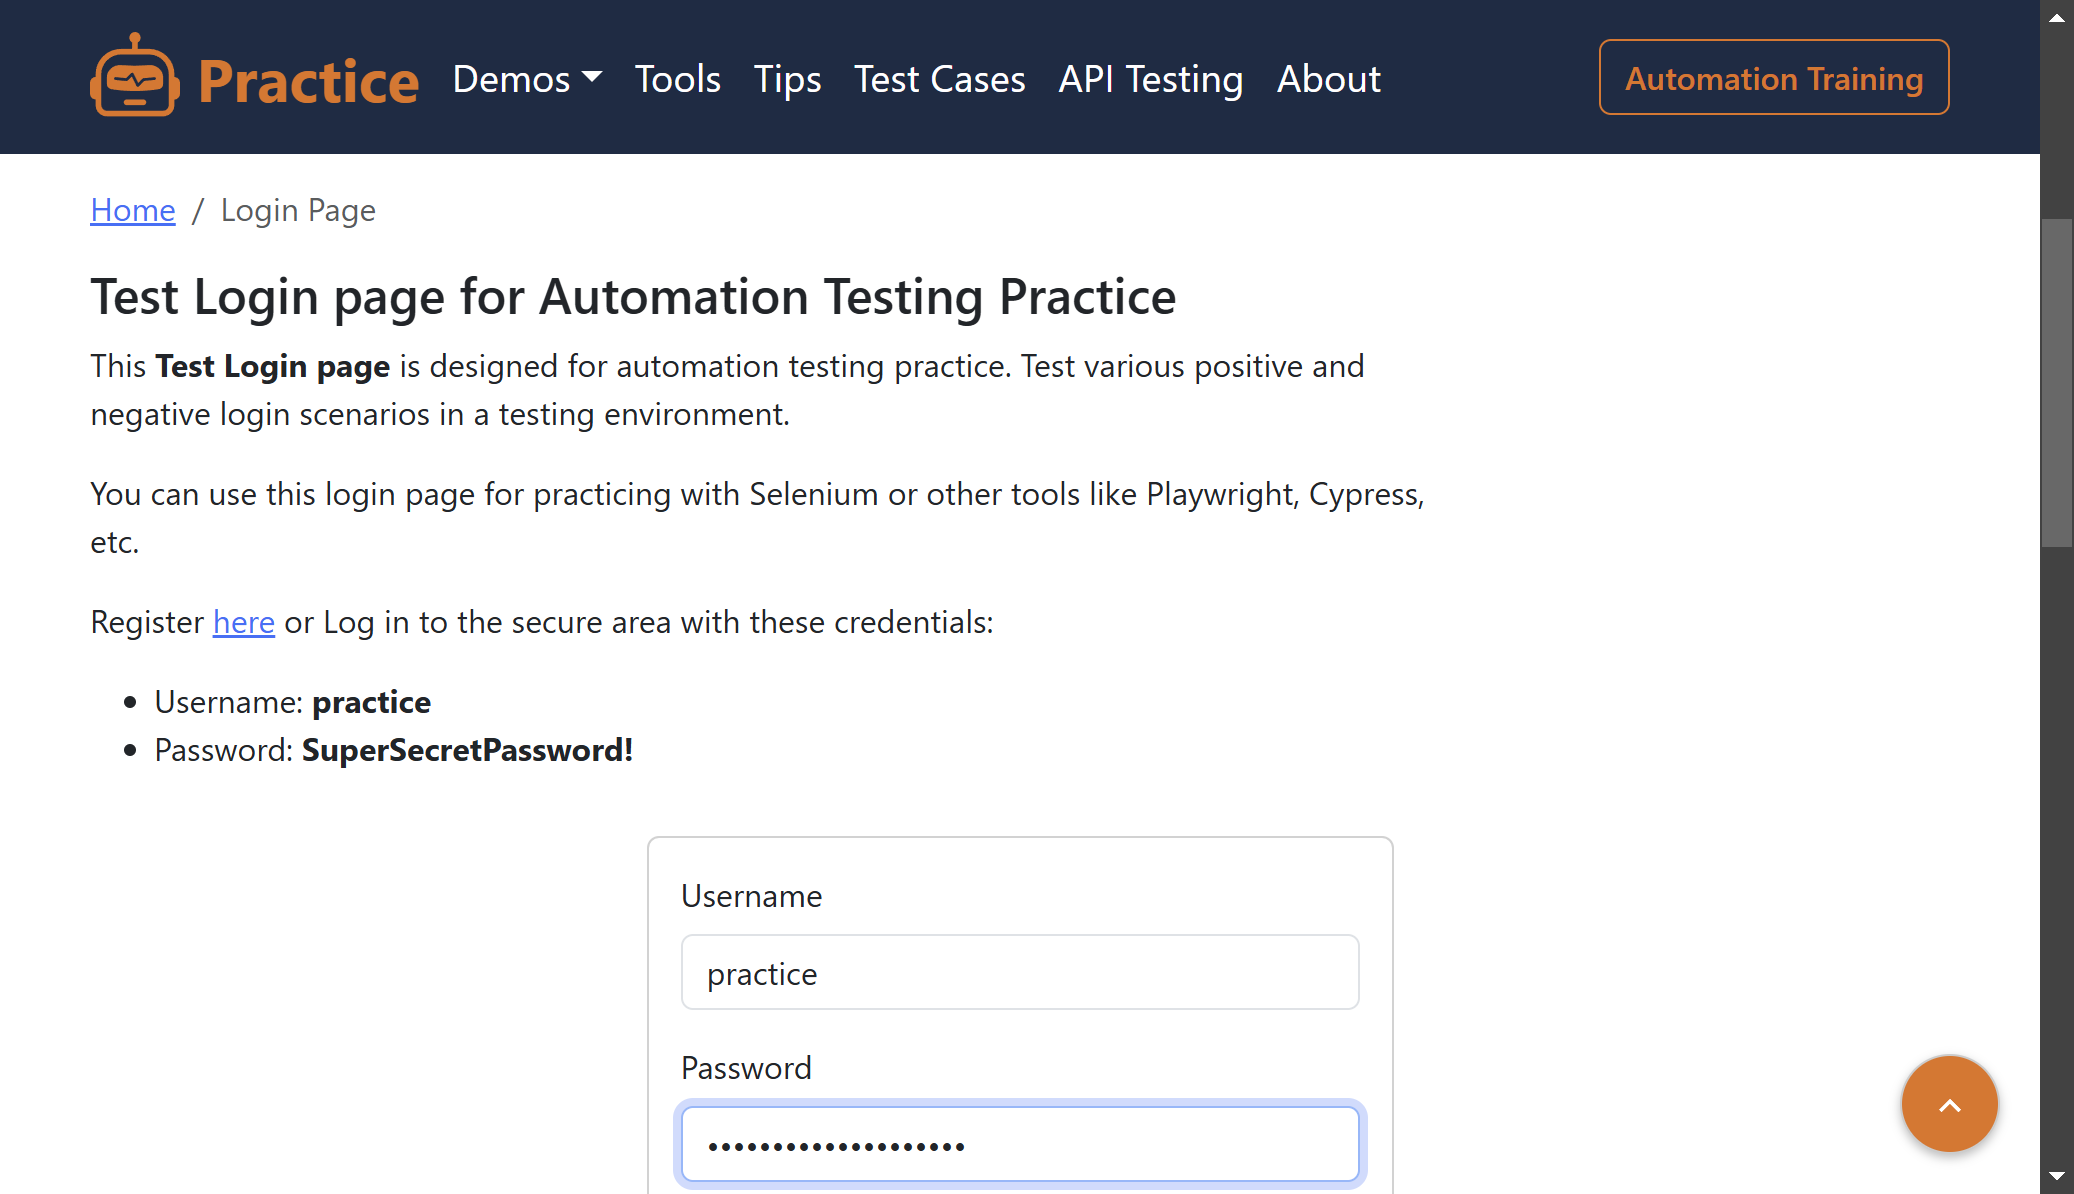 Practice Demos Tools Tips Test Cases API Testing About Automation Training
Home / Login Page
Test Login page for Automation Testing Practice
This Test Login page is designed for automation testing practice. Test various positive and
negative login scenarios in a testing environment.
You can use this login page for practicing with Selenium or other tools like Playwright, Cypress,
etc.
Register here or Log in to the secure area with these credentials:
• Username: practice
• Password: SuperSecretPassword!
Username
practice
Password
••••••••••••••••••••